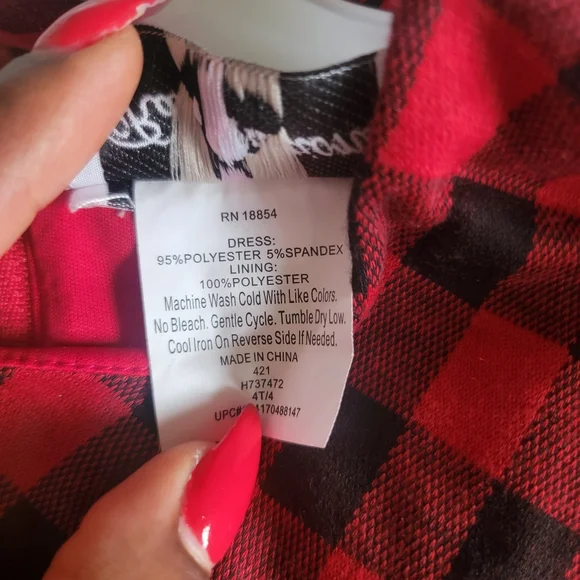 RN 18854
DRESS:
95%POLYESTER 5%SPANDEX
LINING:
100%POLYESTER
Machine Wash Cold With Like Colors.
No Bleach. Gentle Cycle. Tumble Dry Low.
Cool Iron On Reverse Side If Needed.
MADE IN CHINA
421
H737472
4T/4